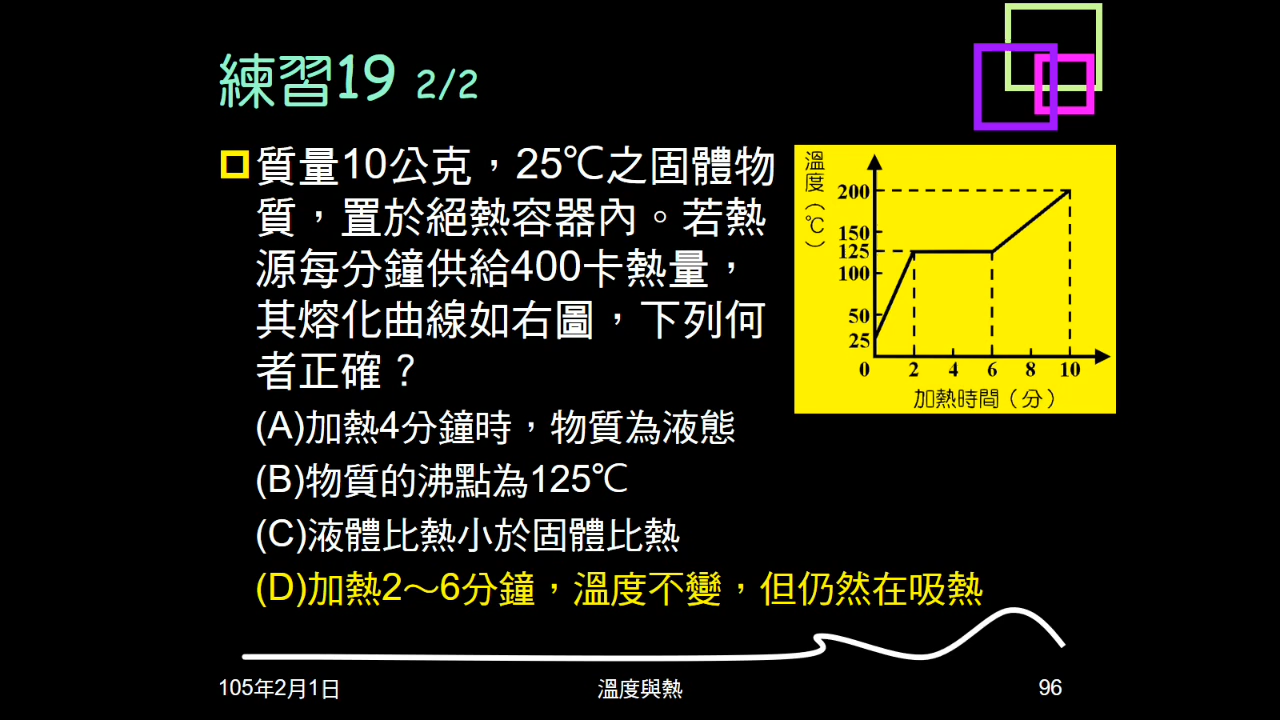 練習19 2/2
質量10公克，25℃之固體物
質，置於絕熱容器內。若熱
源每分鐘供給400卡熱量，
其熔化曲線如右圖，下列何
者正確？
(A)加熱4分鐘時，物質為液態
(B)物質的沸點為125℃
(C)液體比熱小於固體比熱
(D)加熱2～6分鐘，溫度不變，但仍然在吸熱
溫度（℃）
200
150
125
100
50
25
0 2 4 6 8 10
加熱時間（分）
105年2月1日 溫度與熱 96